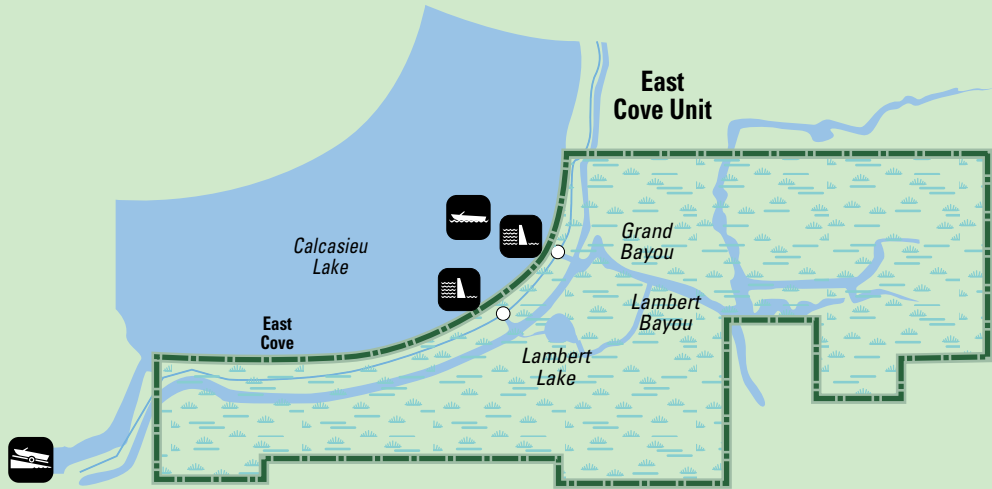 East
Cove Unit
Calcasieu
Lake
Grand
Bayou
Lambert
Bayou
East
Cove
Lambert
Lake